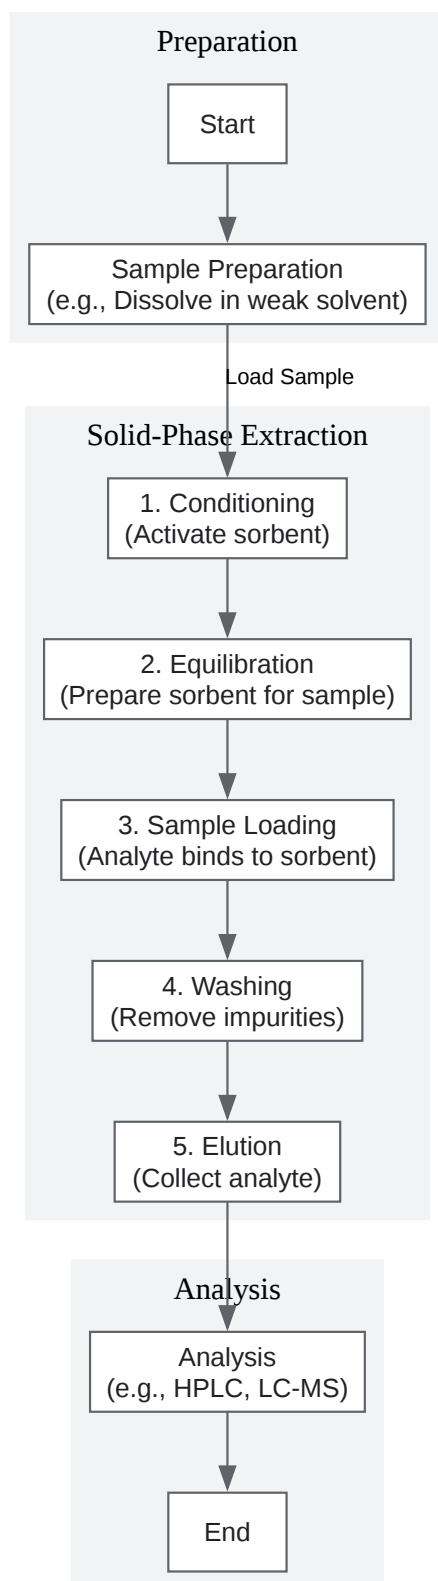 Preparation
Start
Sample Preparation
(e.g., Dissolve in weak solvent)
Load Sample
Solid-Phase Extraction
1. Conditioning
(Activate sorbent)
2. Equilibration
(Prepare sorbent for sample)
3. Sample Loading
(Analyte binds to sorbent)
4. Washing
(Remove impurities)
5. Elution
(Collect analyte)
Analysis
Analysis
(e.g., HPLC, LC-MS)
End